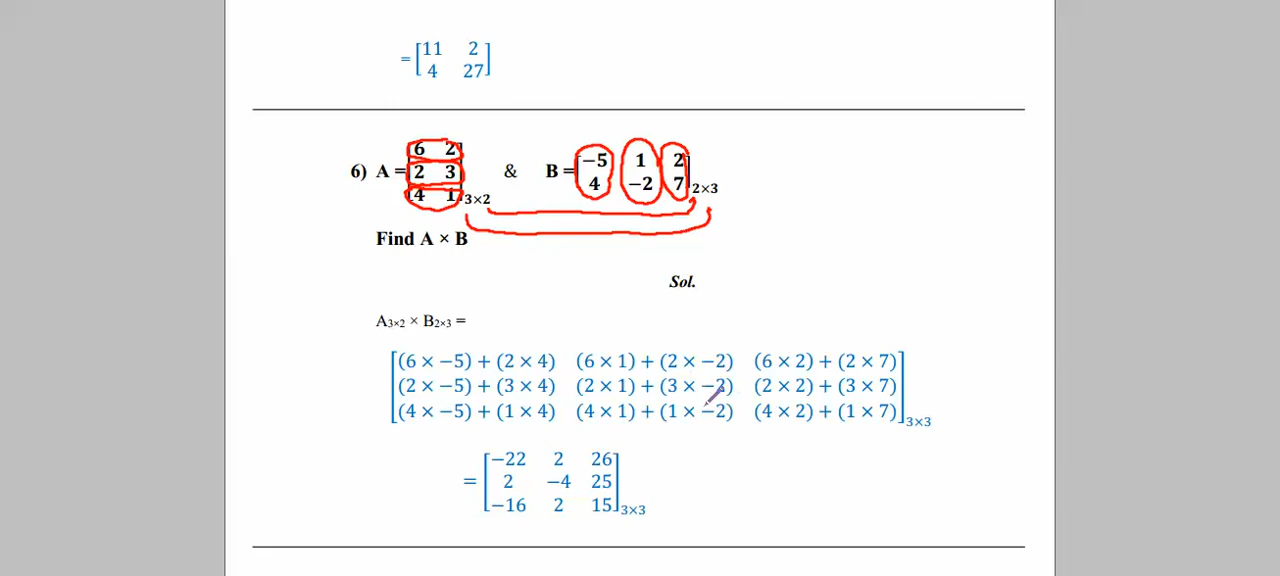 = [11 2
4 27]
6) A = [6 2
2 3
4 1] 3×2 & B = [−5 1 2
4 −2 7] 2×3
Find A × B
Sol.
A3×2 × B2×3 =
[(6 × −5) + (2 × 4) (6 × 1) + (2 × −2) (6 × 2) + (2 × 7)
(2 × −5) + (3 × 4) (2 × 1) + (3 × −2) (2 × 2) + (3 × 7)
(4 × −5) + (1 × 4) (4 × 1) + (1 × −2) (4 × 2) + (1 × 7)] 3×3
= [−22 2 26
2 −4 25
−16 2 15] 3×3